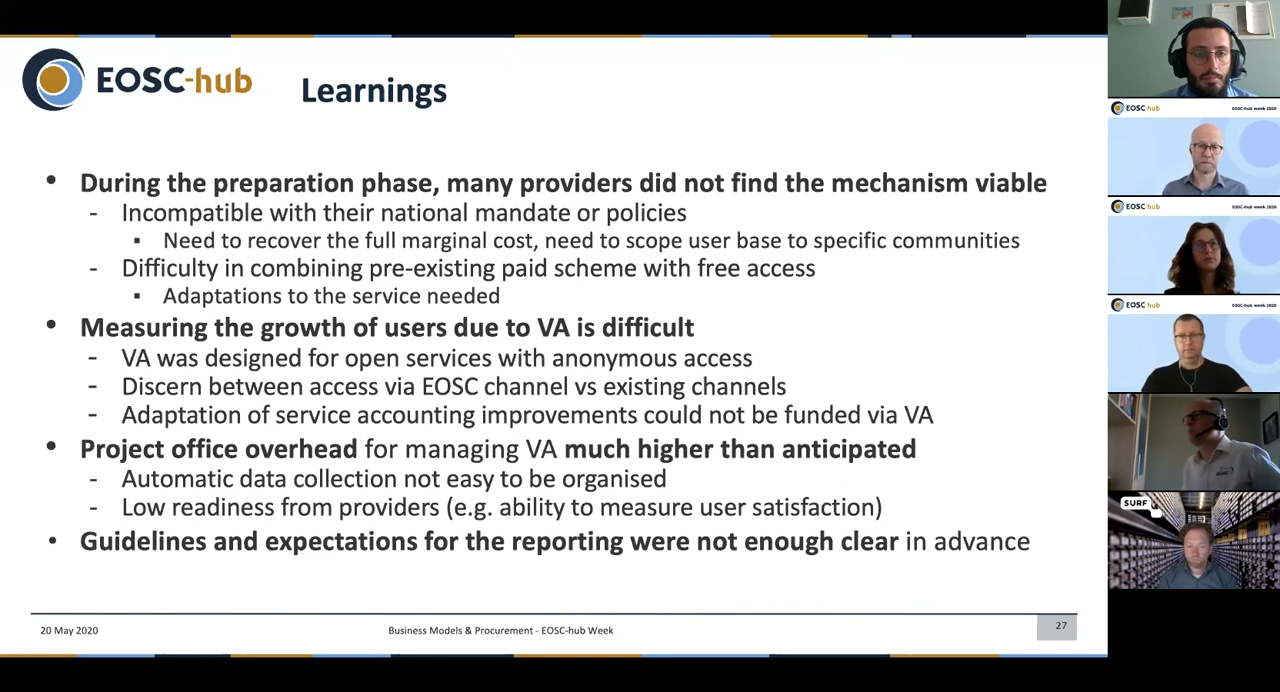 EOSC-hub
Learnings
• During the preparation phase, many providers did not find the mechanism viable
- Incompatible with their national mandate or policies
▪ Need to recover the full marginal cost, need to scope user base to specific communities
- Difficulty in combining pre-existing paid scheme with free access
▪ Adaptations to the service needed
• Measuring the growth of users due to VA is difficult
- VA was designed for open services with anonymous access
- Discern between access via EOSC channel vs existing channels
- Adaptation of service accounting improvements could not be funded via VA
• Project office overhead for managing VA much higher than anticipated
- Automatic data collection not easy to be organised
- Low readiness from providers (e.g. ability to measure user satisfaction)
• Guidelines and expectations for the reporting were not enough clear in advance
20 May 2020
Business Models & Procurement - EOSC-hub Week
27
EOSC-hub
EOSC-hub week 2020
EOSC-hub
EOSC-hub week 2020
EOSC-hub
EOSC-hub week 2020
SURF